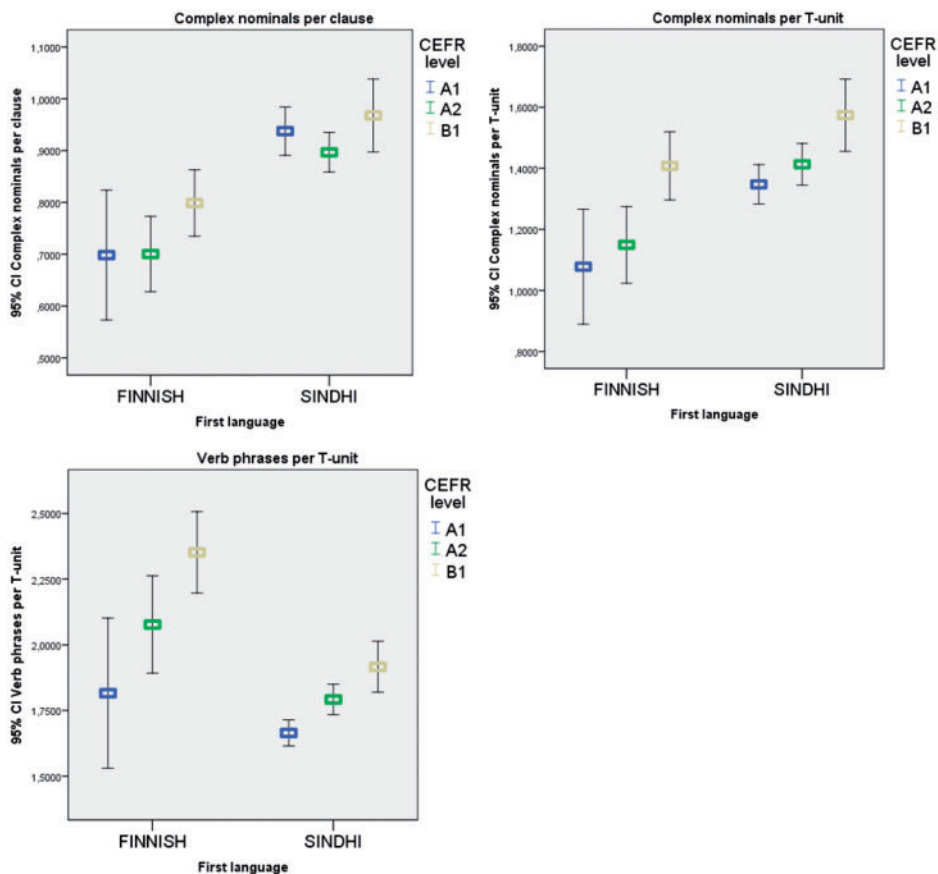 Complex nominals per clause
95% CI Complex nominals per clause
1,1000
1,0000
,9000
,8000
,7000
,6000
,5000
FINNISH
SINDHI
First language
CEFR
level
A1
A2
B1
Complex nominals per T-unit
95% CI Complex nominals per T-unit
1,8000
1,6000
1,4000
1,2000
1,0000
,8000
FINNISH
SINDHI
First language
CEFR
level
A1
A2
B1
Verb phrases per T-unit
95% CI Verb phrases per T-unit
2,5000
2,2500
2,0000
1,7500
1,5000
FINNISH
SINDHI
First language
CEFR
level
A1
A2
B1